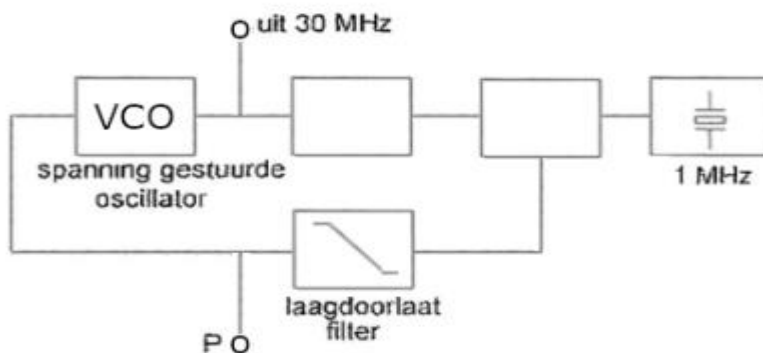 uit 30 MHz
VCO
spanning gestuurde
oscillator
1 MHz
laagdoorlaat
filter
P